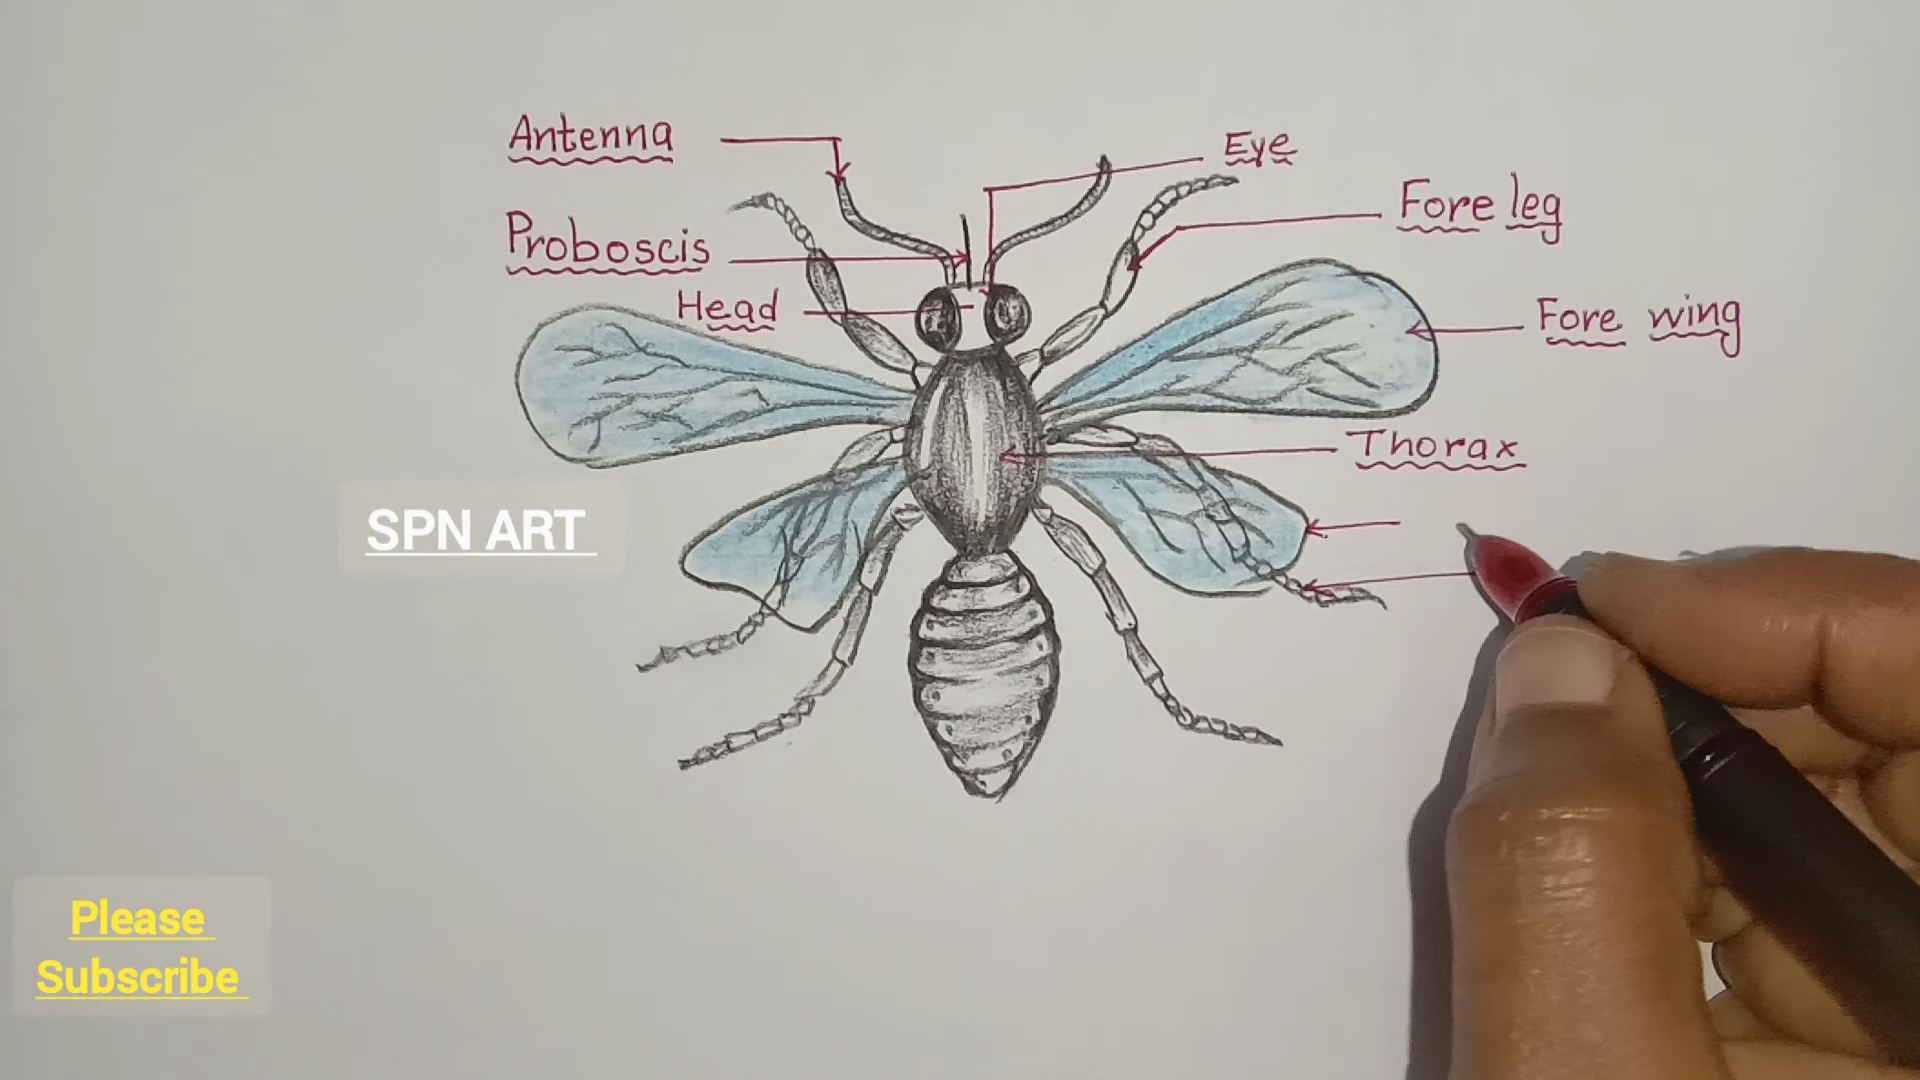 Antenna
Eye
Fore leg
Proboscis
Head
Fore wing
Thorax
SPN ART
Please
Subscribe